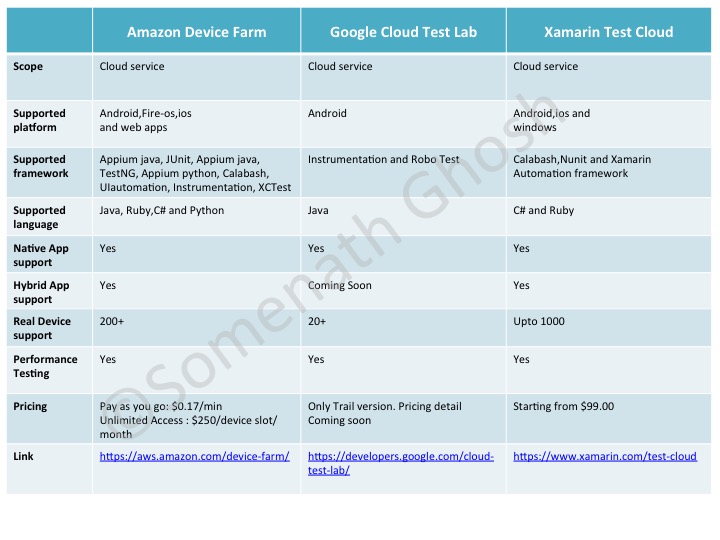 Amazon Device Farm Google Cloud Test Lab Xamarin Test Cloud
Scope Cloud service Cloud service Cloud service
Supported Android,Fire-os,ios Android Android,ios and
platform and web apps windows
Supported Appium java, JUnit, Appium java, Instrumentation and Robo Test Calabash,Nunit and Xamarin
framework TestNG, Appium python, Calabash, Automation framework
UIautomation, Instrumentation, XCTest
Supported Java, Ruby,C# and Python Java C# and Ruby
language
Native App Yes Yes Yes
support
Hybrid App Yes Coming Soon Yes
support
Real Device 200+ 20+ Upto 1000
support
Performance Yes Yes Yes
Testing
Pricing Pay as you go: $0.17/min Only Trail version. Pricing detail Starting from $99.00
Unlimited Access : $250/device slot/ Coming soon
month
Link https://aws.amazon.com/device-farm/ https://developers.google.com/cloud- https://www.xamarin.com/test-cloud
test-lab/
©Somenath Ghosh